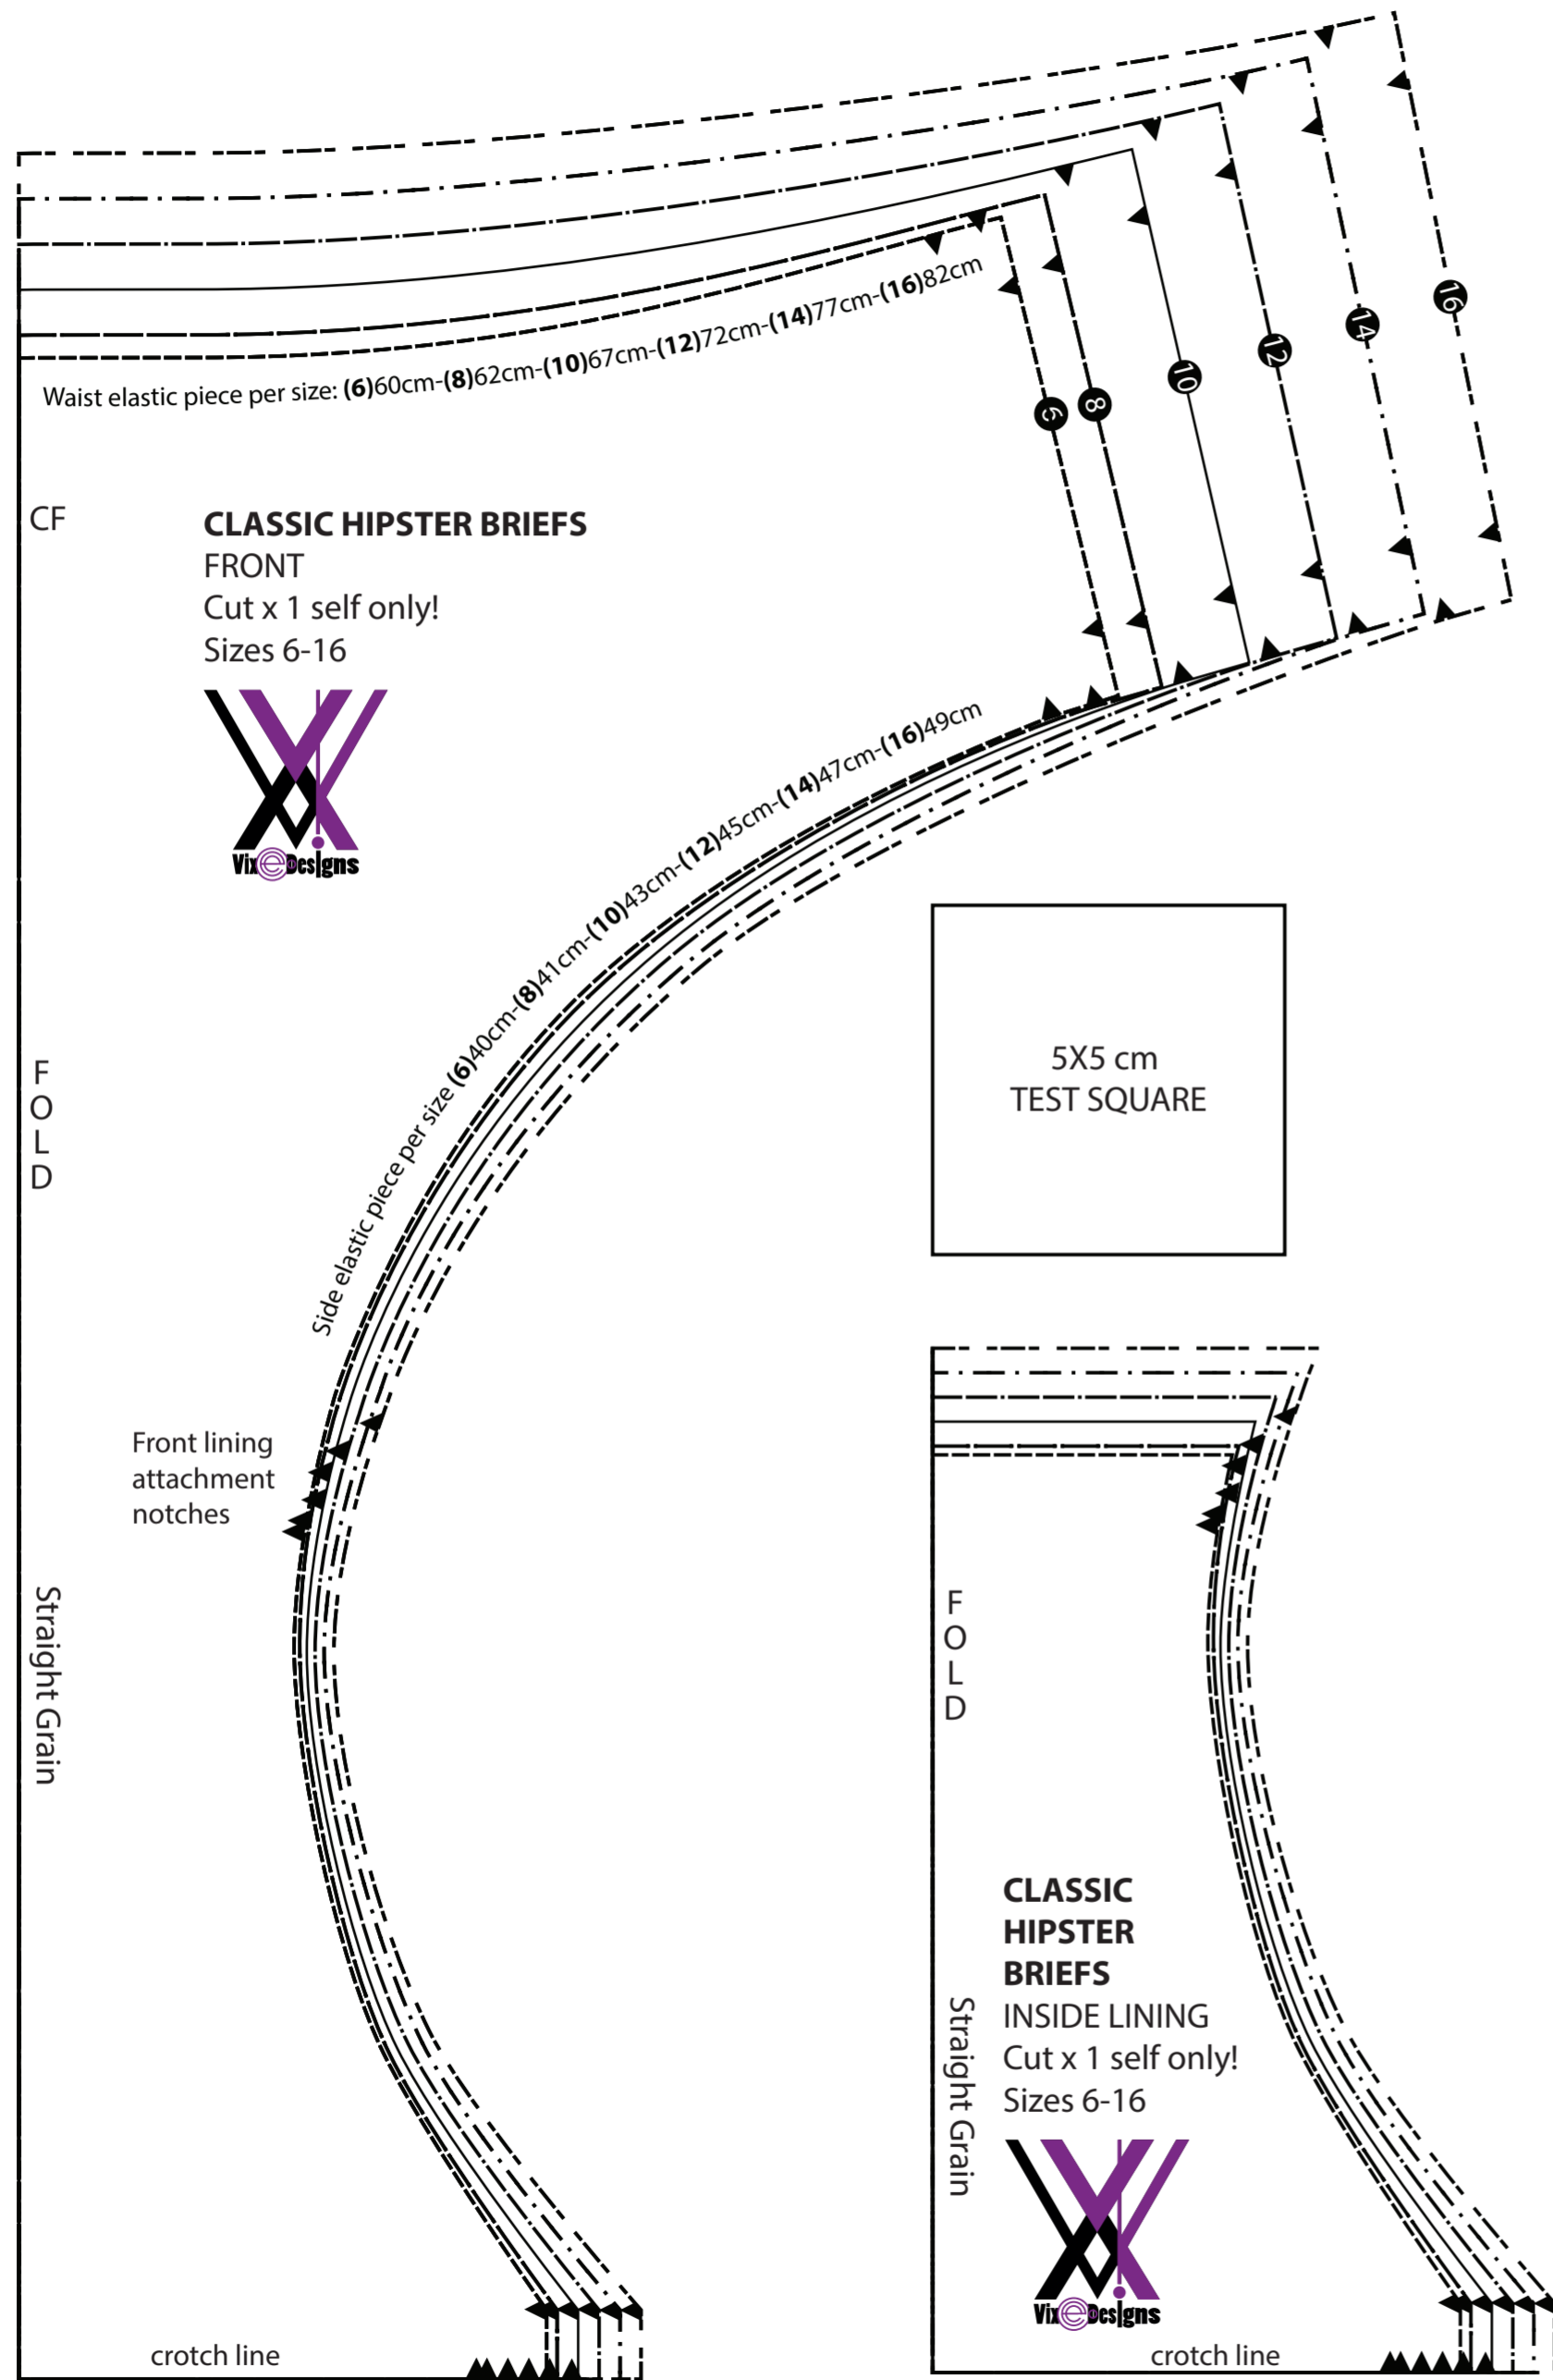 Waist elastic piece per size: (6)60cm-(8)62cm-(10)67cm-(12)72cm-(14)77cm-(16)82cm
6
8
10
12
14
16
CF
CLASSIC HIPSTER BRIEFS
FRONT
Cut x 1 self only!
Sizes 6-16
VixeDesigns
Side elastic piece per size (6)40cm-(8)41cm-(10)43cm-(12)45cm-(14)47cm-(16)49cm
5X5 cm
TEST SQUARE
FOLD
Front lining
attachment
notches
Straight Grain
crotch line
FOLD
Straight Grain
CLASSIC
HIPSTER
BRIEFS
INSIDE LINING
Cut x 1 self only!
Sizes 6-16
VixeDesigns
crotch line